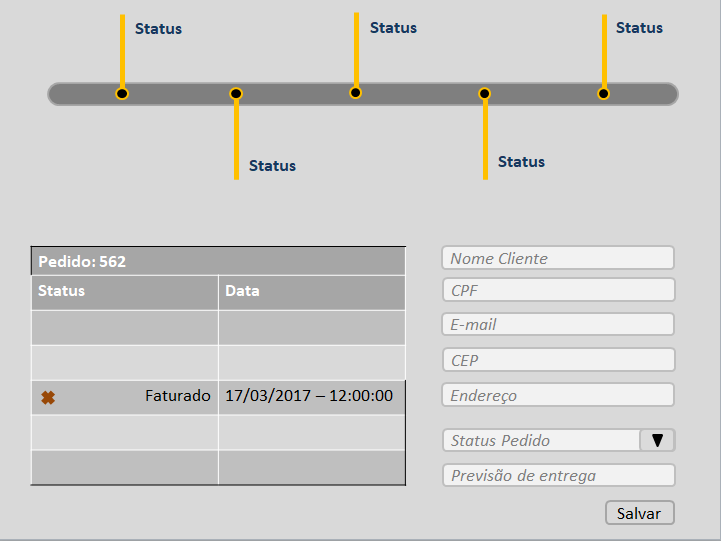 Status
Status
Status
Status
Status
Pedido: 562
Status Data
Faturado 17/03/2017 – 12:00:00
Nome Cliente
CPF
E-mail
CEP
Endereço
Status Pedido
Previsão de entrega
Salvar